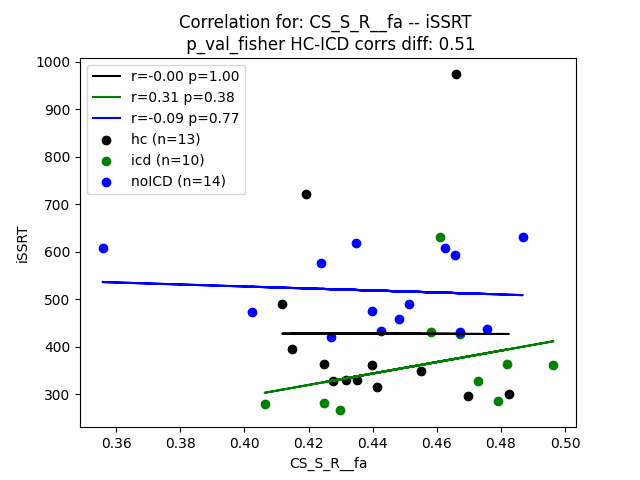 Correlation for: CS_S_R__fa -- iSSRT
p_val_fisher HC-ICD corrs diff: 0.51
r=-0.00 p=1.00
r=0.31 p=0.38
r=-0.09 p=0.77
hc (n=13)
icd (n=10)
noICD (n=14)
1000
900
800
700
600
500
400
300
iSSRT
0.36 0.38 0.40 0.42 0.44 0.46 0.48 0.50
CS_S_R__fa